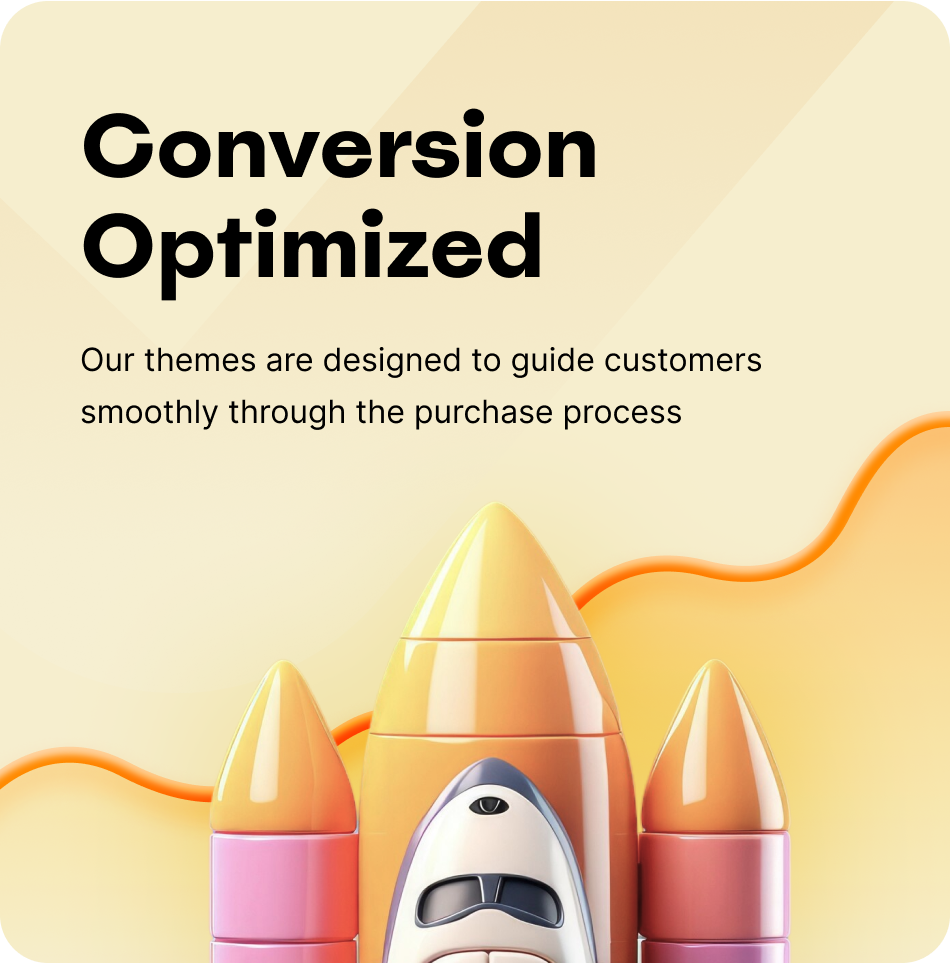 Conversion
Optimized
Our themes are designed to guide customers
smoothly through the purchase process